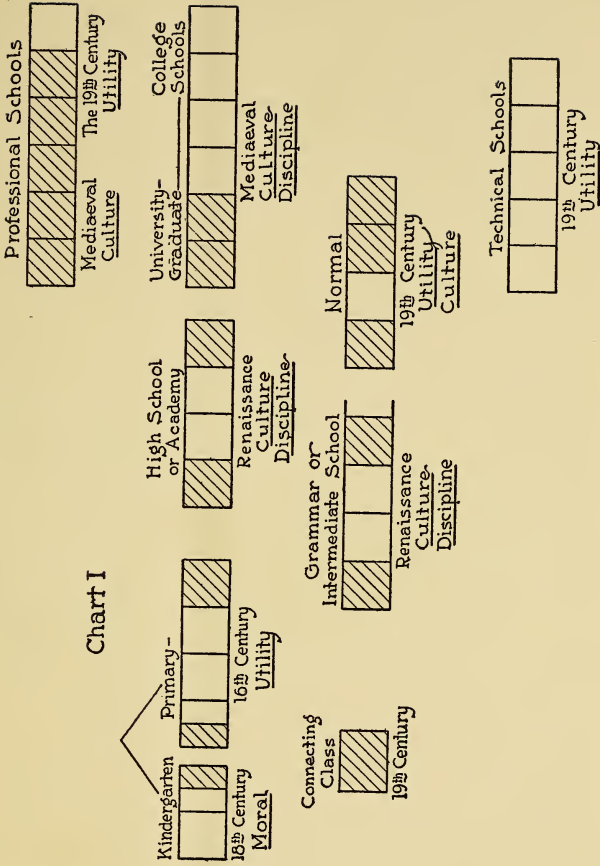 Chart I
Kindergarten
18th Century
Moral
Primary-
16th Century
Utility
Connecting
Class
19th Century
High School
or Academy
Renaissance
Culture
Discipline-
Grammar or
Intermediate School
Renaissance
Culture-
Discipline
Professional Schools
Mediaeval
Culture
The 19th Century
Utility
University-
Graduate
College
Schools
Mediaeval
Culture-
Discipline
Normal
19th Century
Utility
Culture
Technical Schools
19th Century
Utility